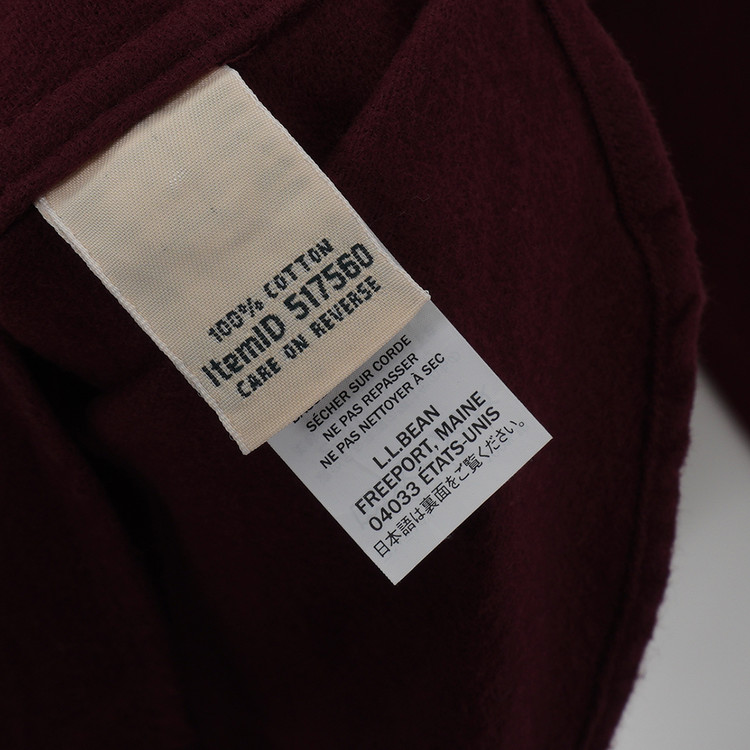 100% COTTON
ItemID 517560
CARE ON REVERSE
SÉCHER SUR CORDE
NE PAS REPASSER
NE PAS NETTOYER À SEC
L.L.BEAN
FREEPORT, MAINE
04033 ÉTATS-UNIS
日本語は裏面をご覧ください。